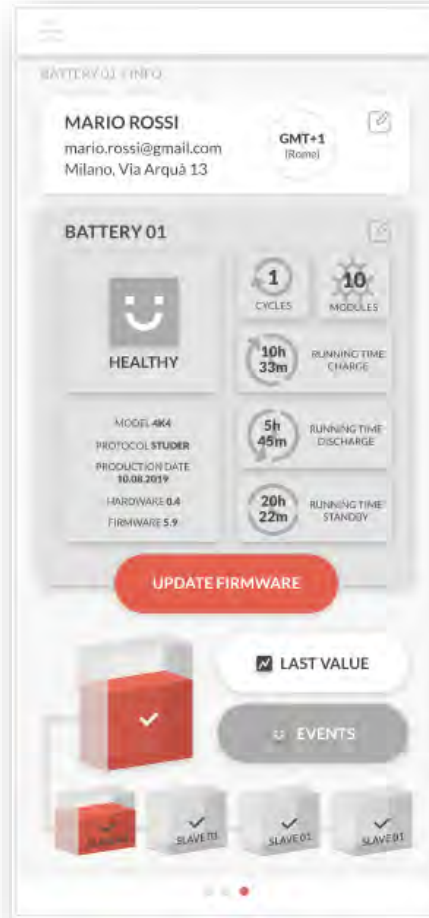 BATTERY 01 / INFO
MARIO ROSSI
mario.rossi@gmail.com
Milano, Via Arquà 13
GMT+1
(Rome)
BATTERY 01
HEALTHY
1
CYCLES
10
MODULES
10h
33m
RUNNING TIME
CHARGE
MODEL 4K4
PROTOCOL STUDER
PRODUCTION DATE
10.08.2019
HARDWARE 0.4
FIRMWARE 5.9
5h
45m
RUNNING TIME
DISCHARGE
20h
22m
RUNNING TIME
STANDBY
UPDATE FIRMWARE
LAST VALUE
EVENTS
SLAVE 01
SLAVE 01
SLAVE 01